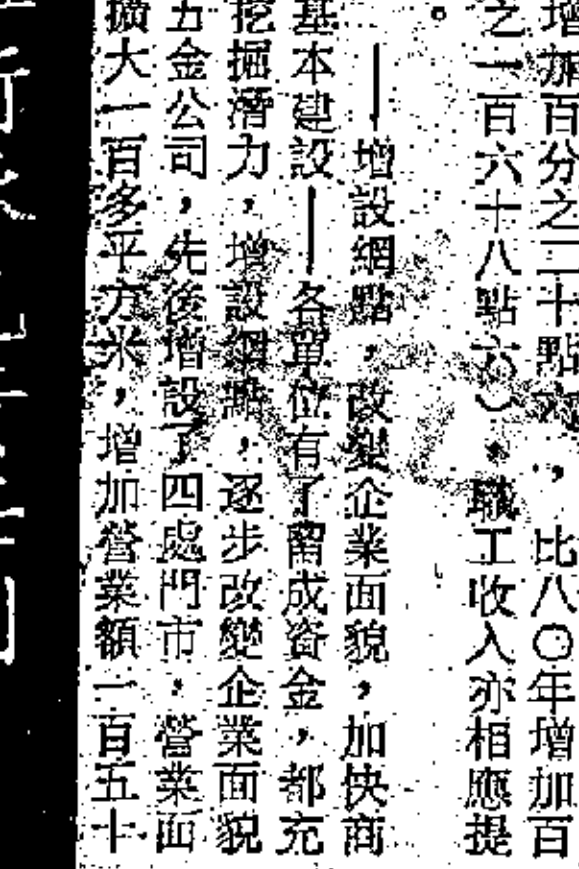 增加百分之二十點六，比八〇年增加百
之一百六十八點六）。職工收入亦相應提
。
——增設網點，改變企業面貌，加快商
基本建設——各單位有了留成資金，都充
挖掘潛力，增設網點，逐步改變企業面貌
五金公司，先後增設了四處門市，營業面
擴大一百多平方米，增加營業額一百五十